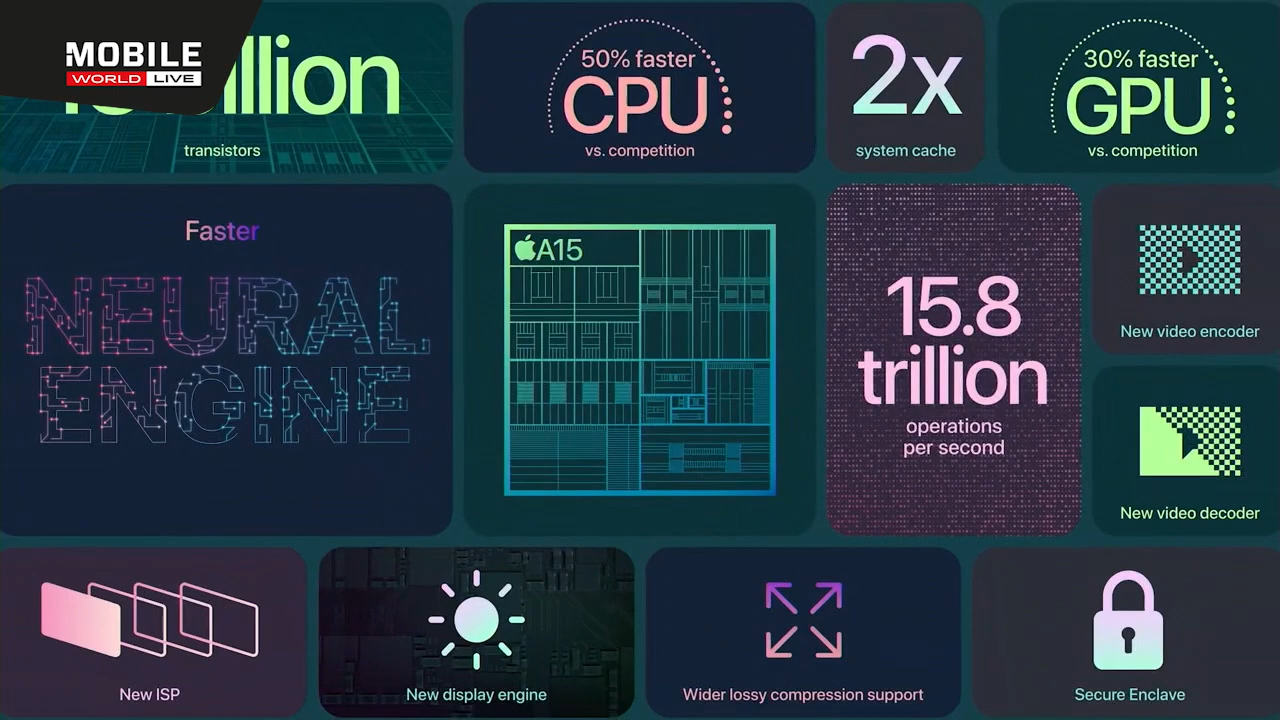 MOBILE
WORLD LIVE
transistors
50% faster
CPU
vs. competition
2x
system cache
30% faster
GPU
vs. competition
Faster
NEURAL
ENGINE
A15
15.8
trillion
operations
per second
New video encoder
New video decoder
New ISP
New display engine
Wider lossy compression support
Secure Enclave